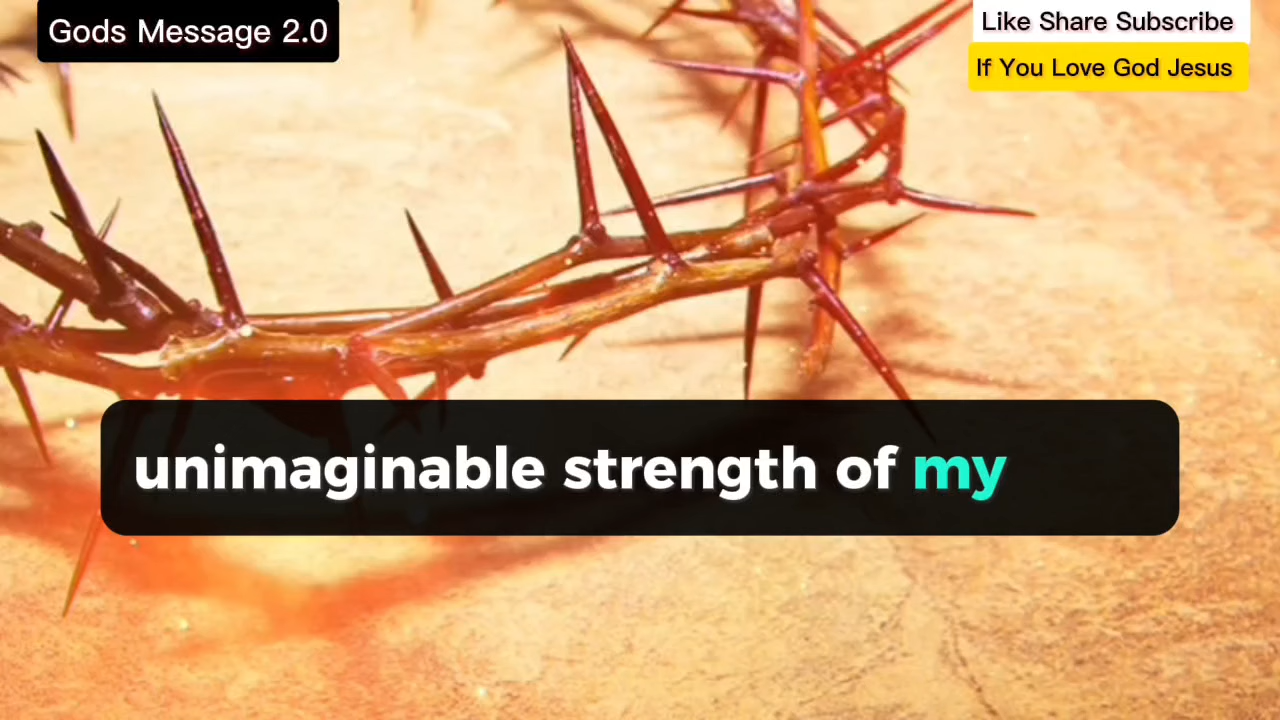 Gods Message 2.0
Like Share Subscribe
If You Love God Jesus
unimaginable strength of my